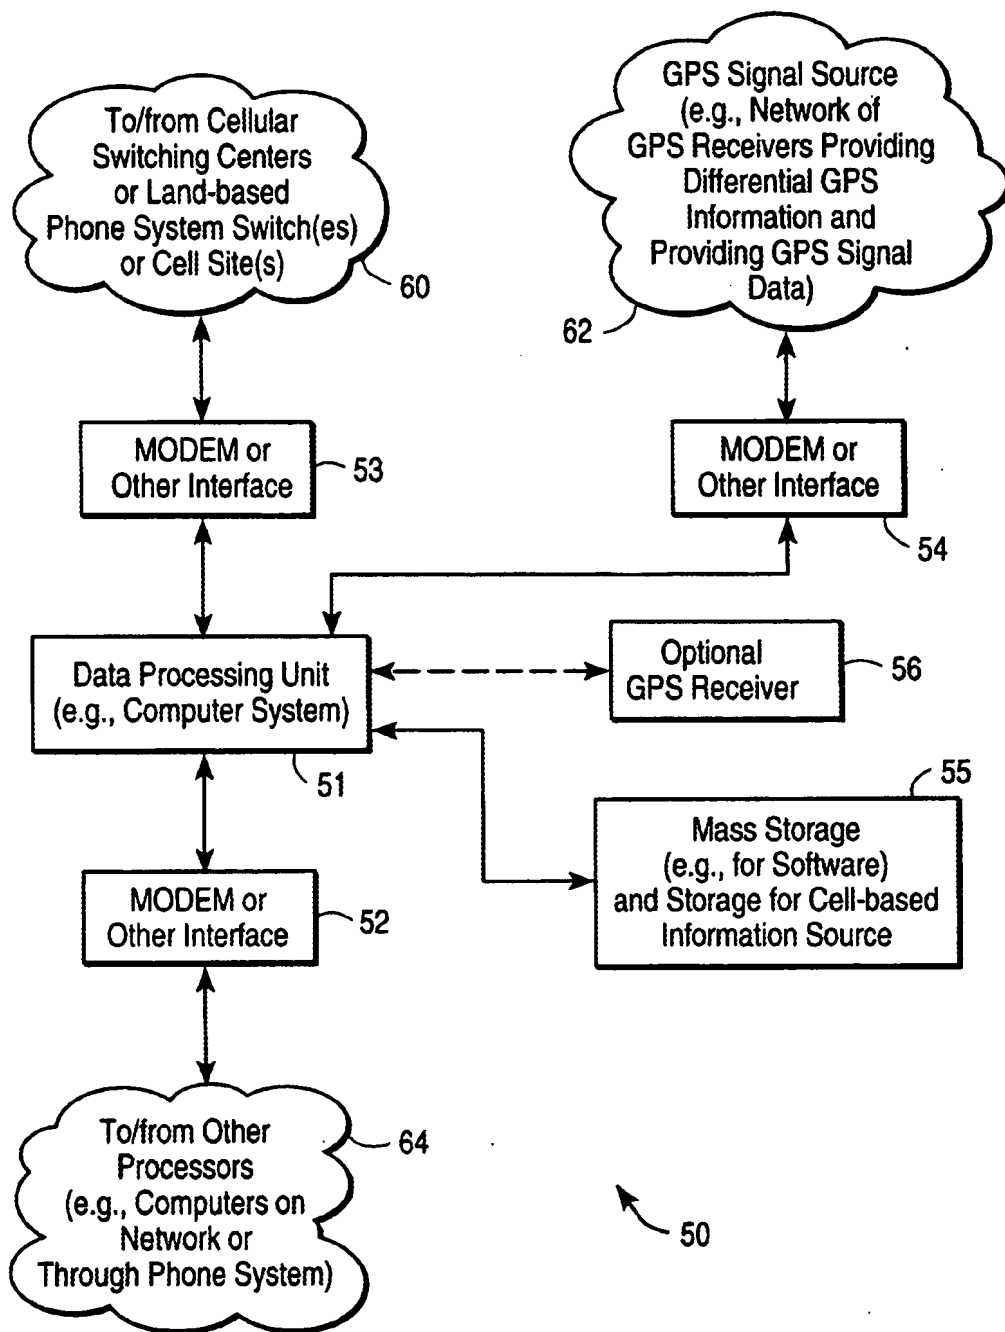 To/from Cellular
Switching Centers
or Land-based
Phone System Switch(es)
or Cell Site(s)
60
GPS Signal Source
(e.g., Network of
GPS Receivers Providing
Differential GPS
Information and
Providing GPS Signal
Data)
62
MODEM or
Other Interface
53
MODEM or
Other Interface
54
Data Processing Unit
(e.g., Computer System)
51
Optional
GPS Receiver
56
55
Mass Storage
(e.g., for Software)
and Storage for Cell-based
Information Source
MODEM or
Other Interface
52
To/from Other
Processors
(e.g., Computers on
Network or
Through Phone System)
64
50